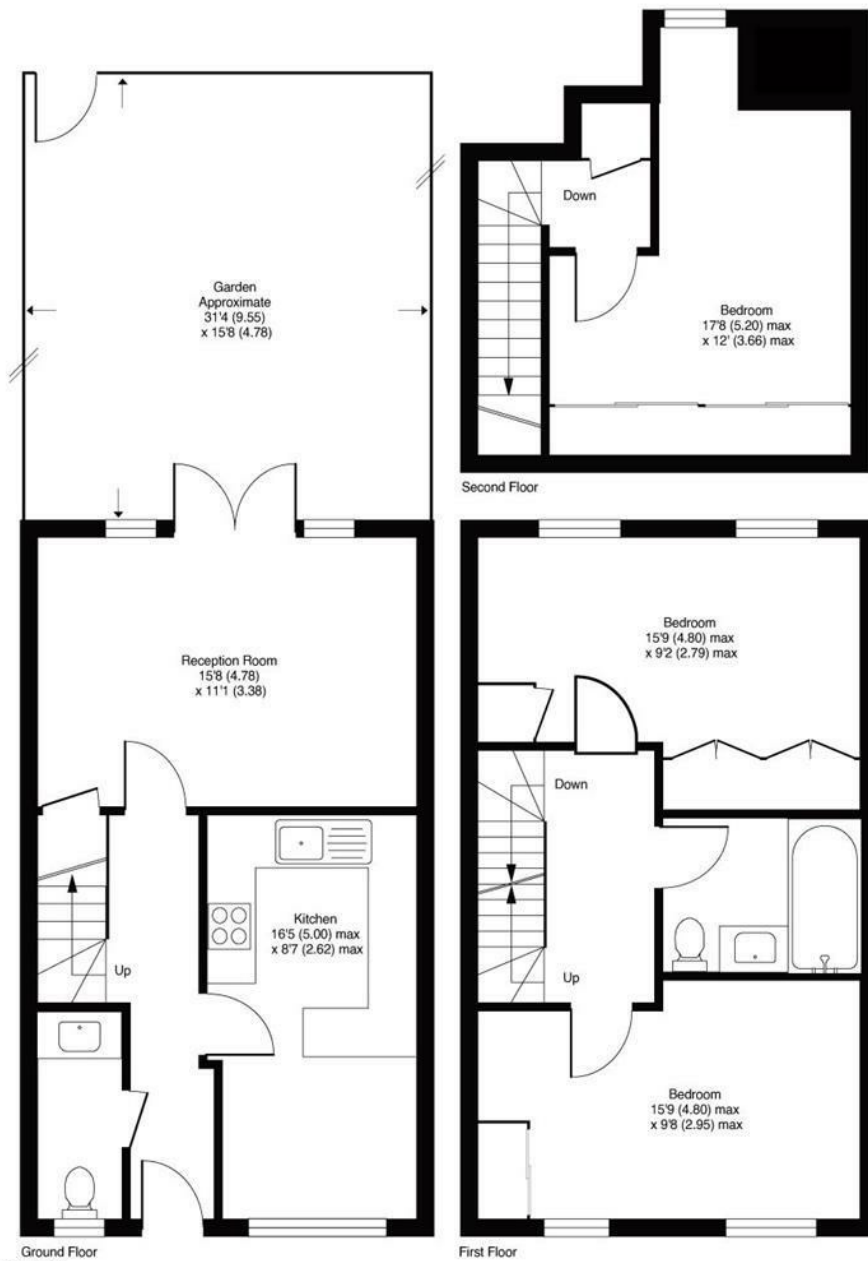 Garden
Approximate
31'4 (9.55)
x 15'8 (4.78)
Reception Room
15'8 (4.78)
x 11'1 (3.38)
Kitchen
16'5 (5.00) max
x 8'7 (2.62) max
Up
Ground Floor
Down
Bedroom
17'8 (5.20) max
x 12' (3.66) max
Second Floor
Bedroom
15'9 (4.80) max
x 9'2 (2.79) max
Down
Up
Bedroom
15'9 (4.80) max
x 9'8 (2.95) max
First Floor